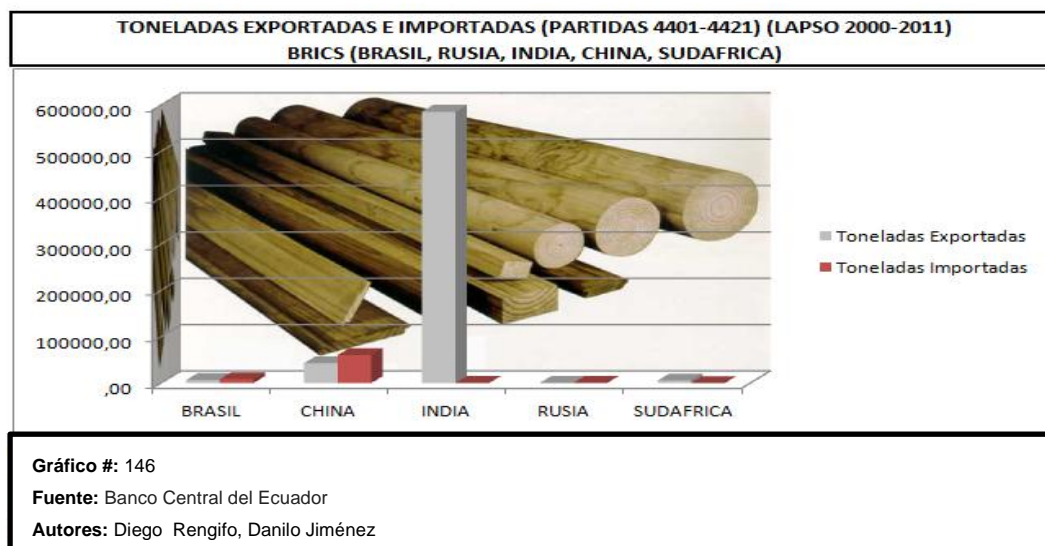 TONELADAS EXPORTADAS E IMPORTADAS (PARTIDAS 4401-4421) (LAPSO 2000-2011)
BRICS (BRASIL, RUSIA, INDIA, CHINA, SUDAFRICA)
600000,00
500000,00
400000,00
300000,00
200000,00
100000,00
,00
BRASIL
CHINA
INDIA
RUSIA
SUDAFRICA
Toneladas Exportadas
Toneladas Importadas
Gráfico #: 146
Fuente: Banco Central del Ecuador
Autores: Diego Rengifo, Danilo Jiménez